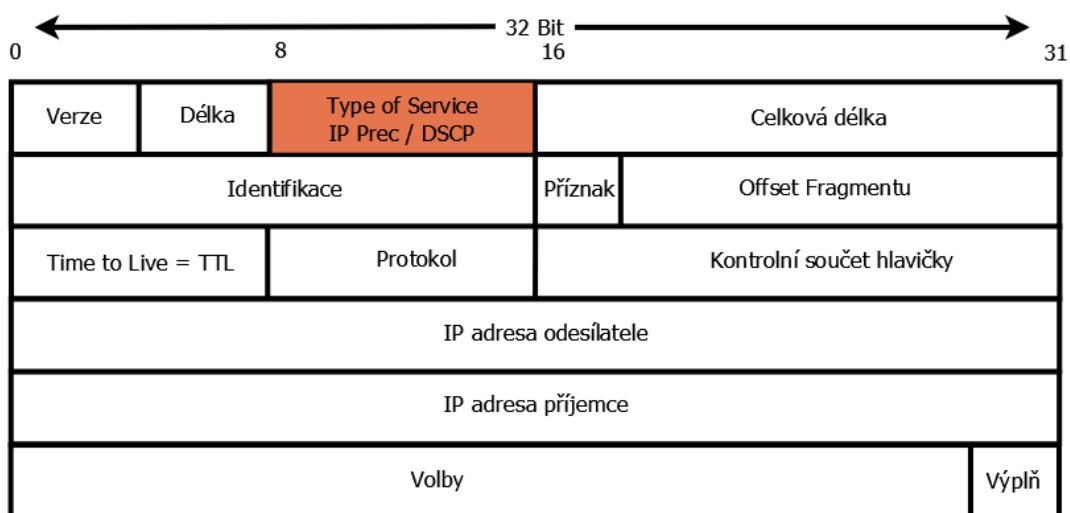 32 Bit
0 8 16 31
Verze Délka Type of Service Celková délka
IP Prec / DSCP
Identifikace Příznak Offset Fragmentu
Time to Live = TTL Protokol Kontrolní součet hlavičky
IP adresa odesílatele
IP adresa příjemce
Volby Výplň